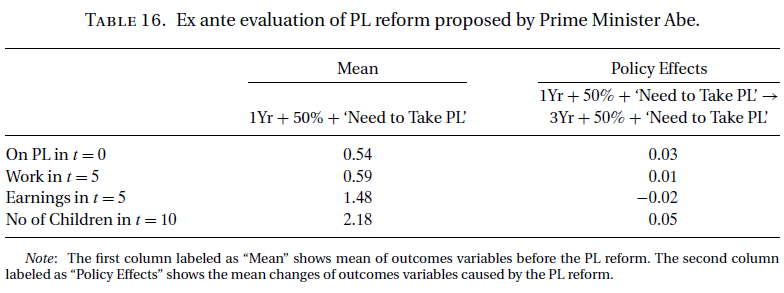 TABLE 16. Ex ante evaluation of PL reform proposed by Prime Minister Abe.
Mean Policy Effects
1Yr + 50% + ‘Need to Take PL’ →
1Yr + 50% + ‘Need to Take PL’ 3Yr + 50% + ‘Need to Take PL’
On PL in t = 0 0.54 0.03
Work in t = 5 0.59 0.01
Earnings in t = 5 1.48 −0.02
No of Children in t = 10 2.18 0.05
Note: The first column labeled as “Mean” shows mean of outcomes variables before the PL reform. The second column
labeled as “Policy Effects” shows the mean changes of outcomes variables caused by the PL reform.